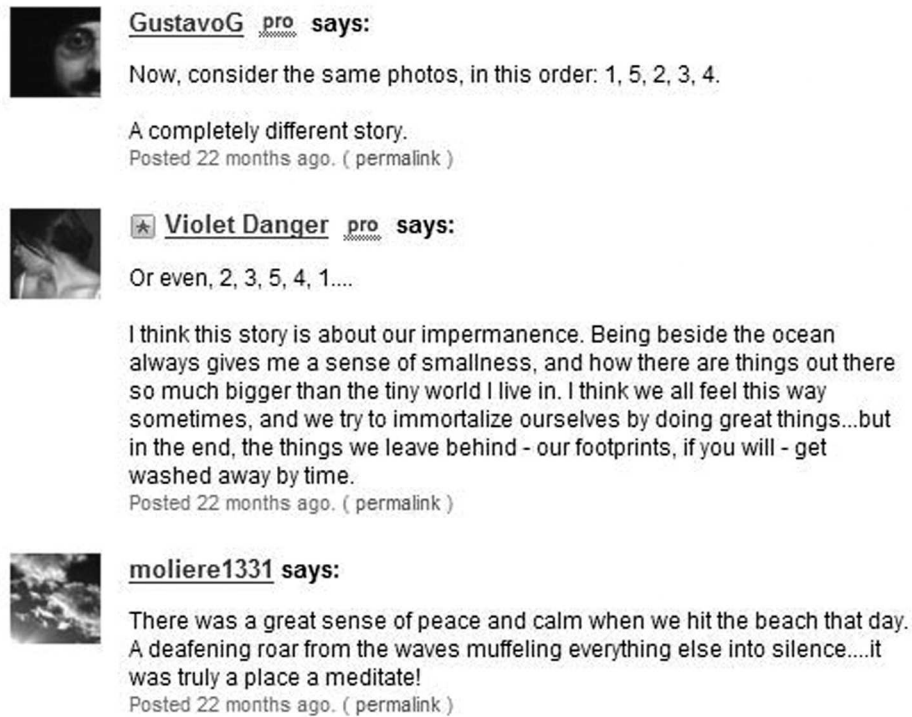 GustavoG pro says:
Now, consider the same photos, in this order: 1, 5, 2, 3, 4.
A completely different story.
Posted 22 months ago. ( permalink )
Violet Danger pro says:
Or even, 2, 3, 5, 4, 1....
I think this story is about our impermanence. Being beside the ocean
always gives me a sense of smallness, and how there are things out there
so much bigger than the tiny world I live in. I think we all feel this way
sometimes, and we try to immortalize ourselves by doing great things...but
in the end, the things we leave behind - our footprints, if you will - get
washed away by time.
Posted 22 months ago. ( permalink )
moliere1331 says:
There was a great sense of peace and calm when we hit the beach that day.
A deafening roar from the waves muffeling everything else into silence....it
was truly a place a meditate!
Posted 22 months ago. ( permalink )